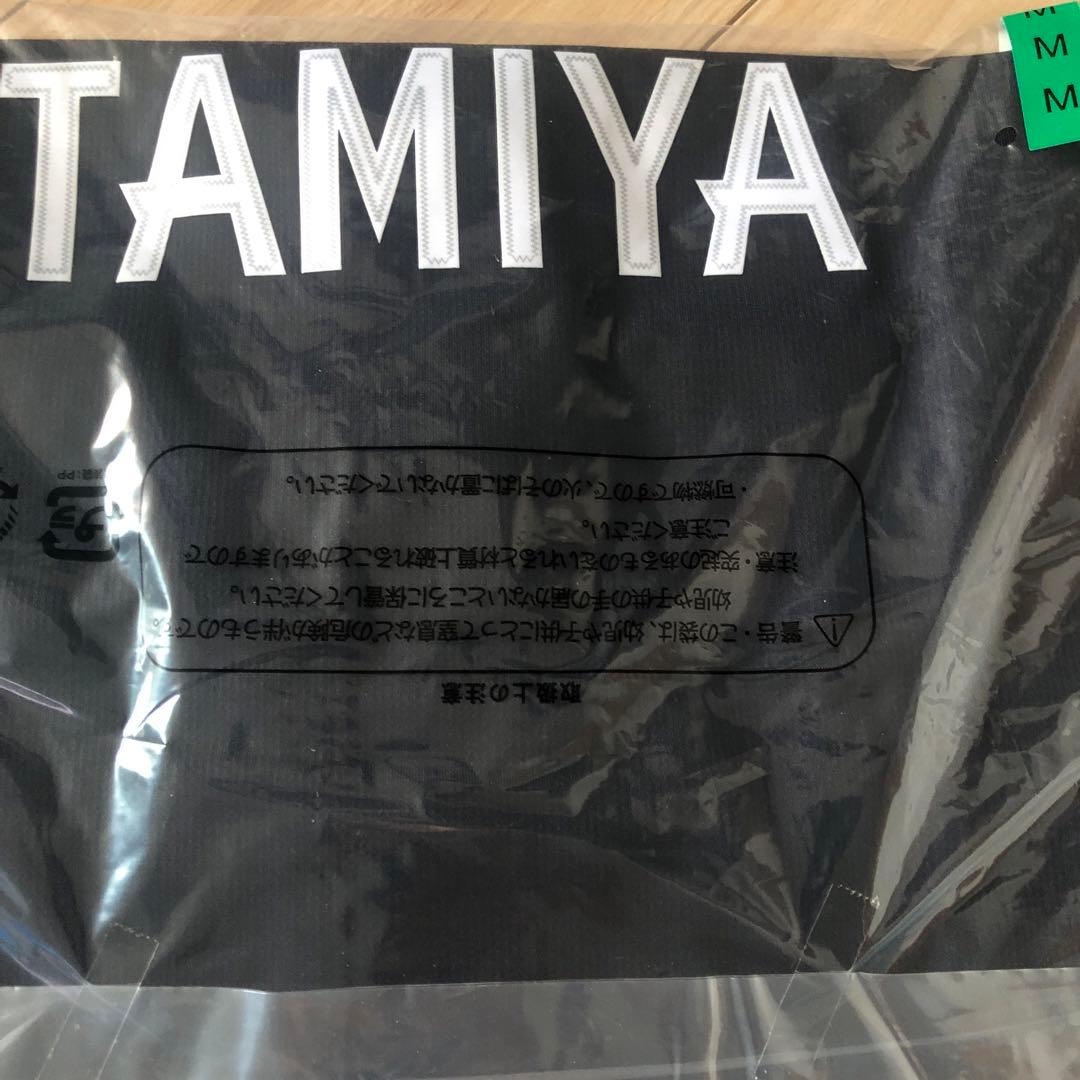 TAMIYA
M
M
M
取扱上の注意
警告・この袋は、幼児や子供にとって窒息などの危険が伴うもので
幼児や子供の手の届かないところに保管してください。
注意・突起のあるものをいれると材質上破れることがありますので
ご注意ください。
・可燃物ですので、火のそばに置かないでください。
プラ
PP